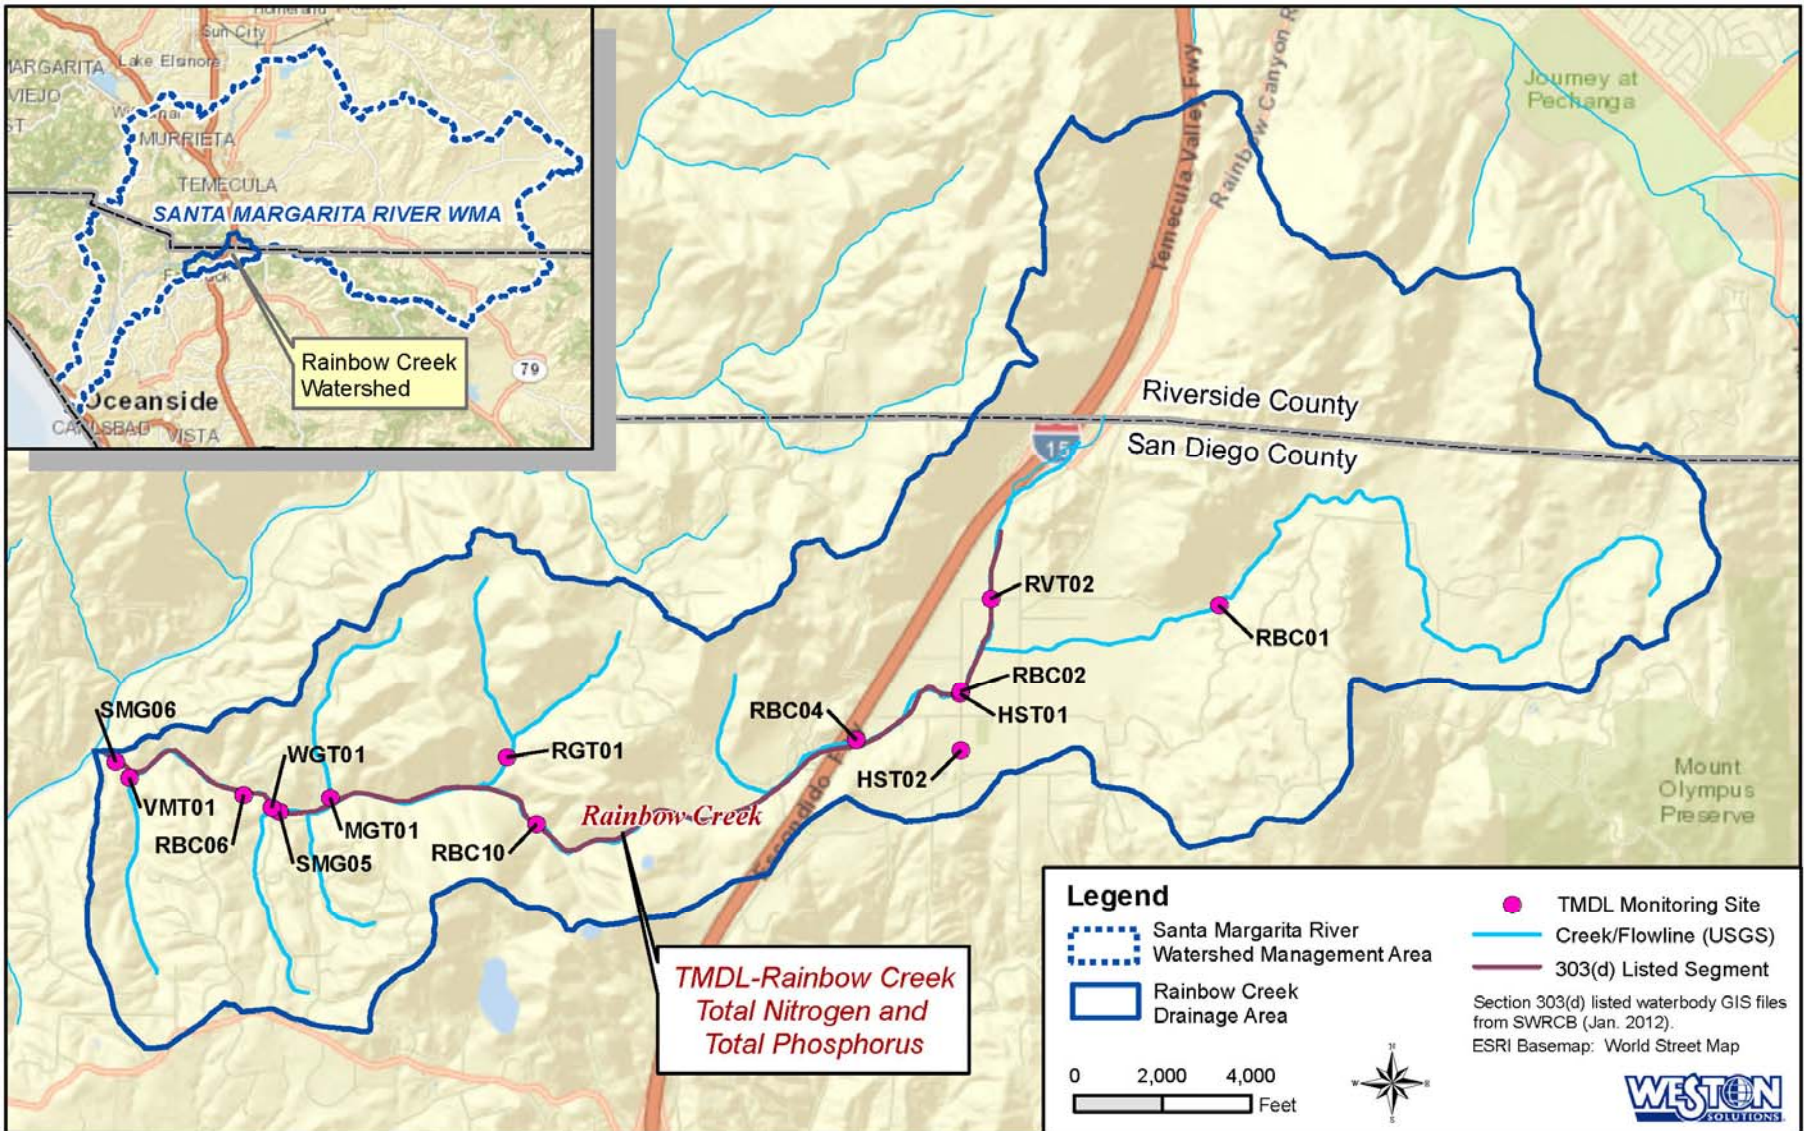 Sun City
Lake Elsinore
MARGARITA
VIEJO
MURRIETA
TEMECULA
SANTA MARGARITA RIVER WMA
Rainbow Creek
Watershed
79
Oceanside
CARLSBAD
VISTA
Temecula Valley Fwy
Rainbow Canyon R
Journey at
Pechanga
Riverside County
San Diego County
15
RVT02
RBC01
RBC02
HST01
RBC04
HST02
SMG06
WGT01
RGT01
VMT01
RBC06
MGT01
SMG05
RBC10
Rainbow Creek
Escondido
Mount
Olympus
Preserve
TMDL-Rainbow Creek
Total Nitrogen and
Total Phosphorus
Legend
Santa Margarita River
Watershed Management Area
Rainbow Creek
Drainage Area
TMDL Monitoring Site
Creek/Flowline (USGS)
303(d) Listed Segment
Section 303(d) listed waterbody GIS files
from SWRCB (Jan. 2012).
ESRI Basemap: World Street Map
0 2,000 4,000
Feet
N
W E
S
WESTON
SOLUTIONS